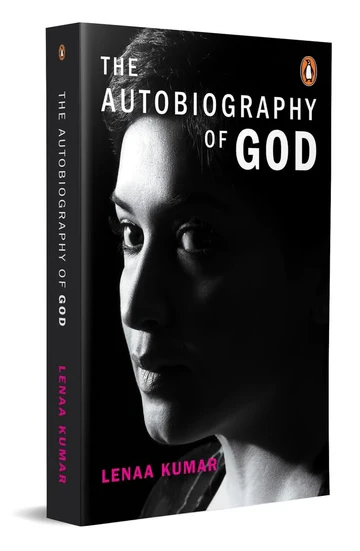 THE
AUTOBIOGRAPHY
OF GOD
LENAA KUMAR
THE AUTOBIOGRAPHY OF GOD
LENAA KUMAR